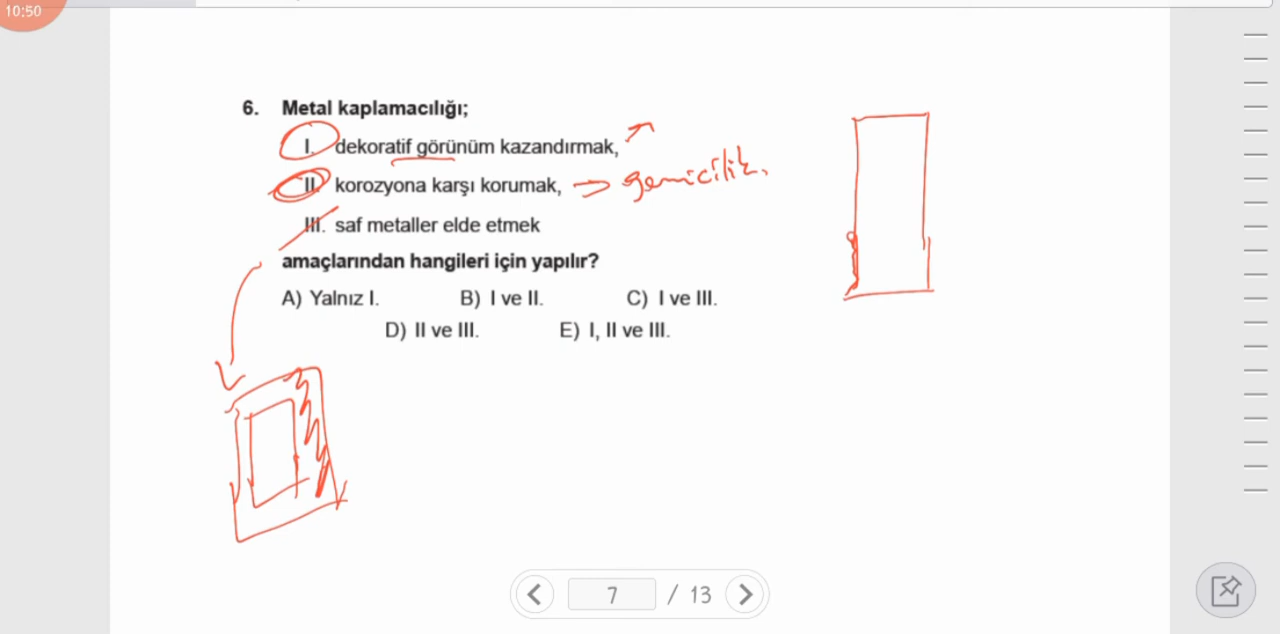 10:50
6. Metal kaplamacılığı;
I. dekoratif görünüm kazandırmak,
II. korozyona karşı korumak, → gemicilik.
III. saf metaller elde etmek
amaçlarından hangileri için yapılır?
A) Yalnız I. B) I ve II. C) I ve III.
D) II ve III. E) I, II ve III.
7 / 13